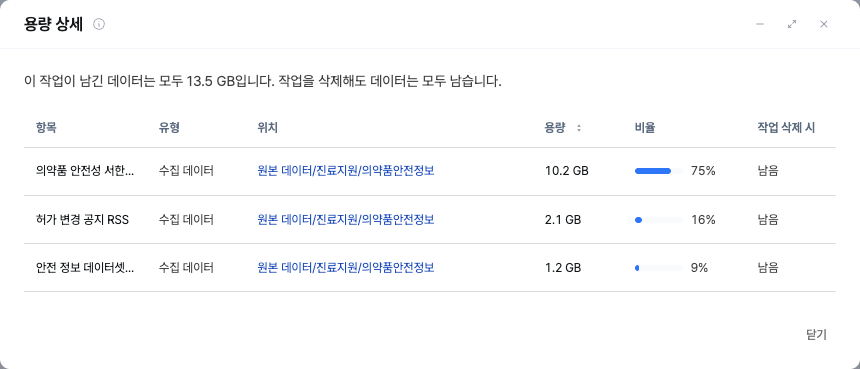 용량 상세
이 작업이 남긴 데이터는 모두 13.5 GB입니다. 작업을 삭제해도 데이터는 모두 남습니다.
항목 유형 위치 용량 비율 작업 삭제 시
의약품 안전성 서한... 수집 데이터 원본 데이터/진료지원/의약품안전정보 10.2 GB 75% 남음
허가 변경 공지 RSS 수집 데이터 원본 데이터/진료지원/의약품안전정보 2.1 GB 16% 남음
안전 정보 데이터셋... 수집 데이터 원본 데이터/진료지원/의약품안전정보 1.2 GB 9% 남음
닫기